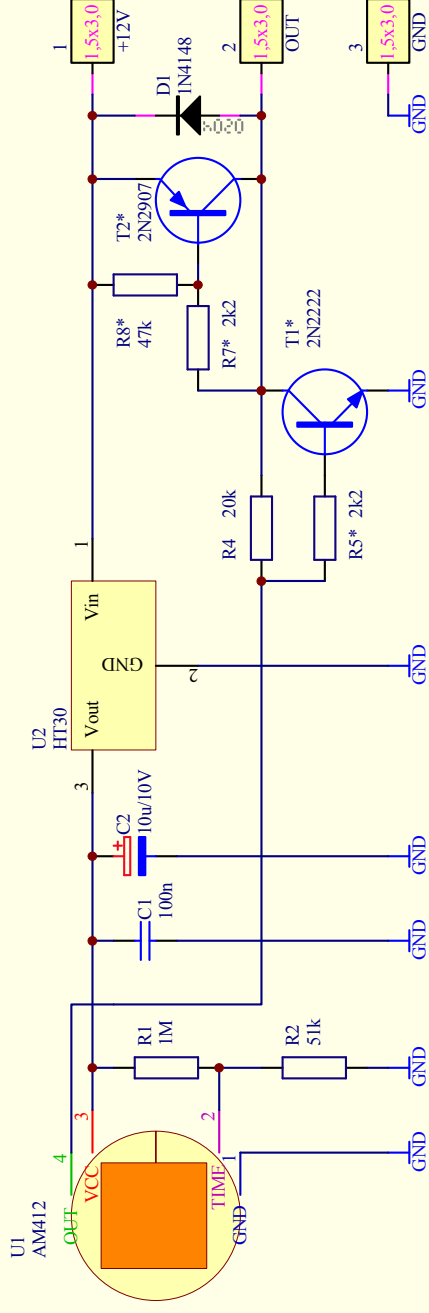 U1
AM412
4
OUT
3
VCC
2
TIME
1
GND
R1
1M
R2
51k
GND
GND
C1
100n
GND
+
C2
10u/10V
GND
U2
HT30
3
Vout
GND
Vin
1
2
GND
R4
20k
R5*
2k2
T1*
2N2222
GND
R8*
47k
R7*
2k2
T2*
2N2907
D1
1N4148
1
1,5x3,0
+12V
2
1,5x3,0
OUT
3
1,5x3,0
GND
GND